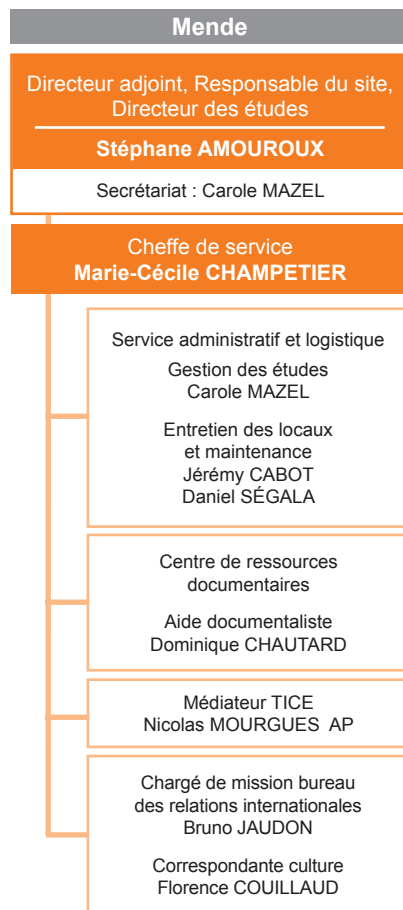 Mende
Directeur adjoint, Responsable du site,
Directeur des études
Stéphane AMOUROUX
Secrétariat : Carole MAZEL
Cheffe de service
Marie-Cécile CHAMPETIER
Service administratif et logistique
Gestion des études
Carole MAZEL
Entretien des locaux
et maintenance
Jérémy CABOT
Daniel SÉGALA
Centre de ressources
documentaires
Aide documentaliste
Dominique CHAUTARD
Médiateur TICE
Nicolas MOURGUES AP
Chargé de mission bureau
des relations internationales
Bruno JAUDON
Correspondante culture
Florence COUILLAUD